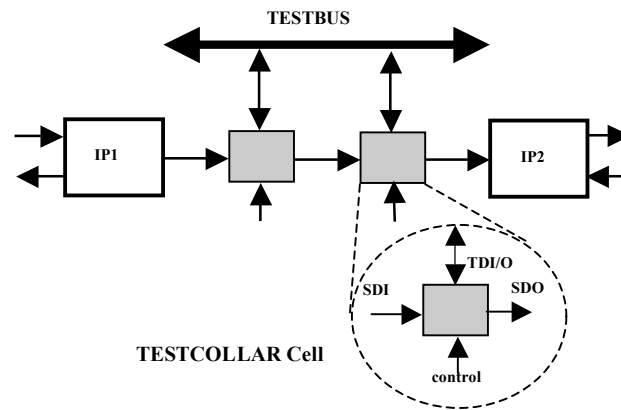 TESTBUS
IP1
IP2
TDI/O
SDI
SDO
TESTCOLLAR Cell
control